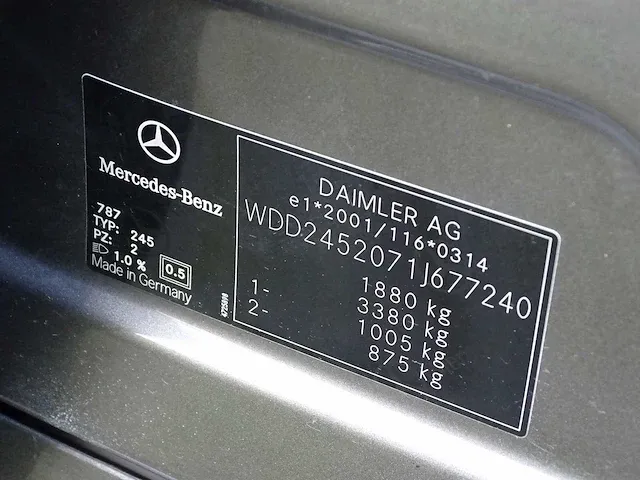 Mercedes-Benz
787
TYP: 245
PZ: 2
1.0 % 0.5
Made in Germany
DAIMLER AG
e1*2001/116*0314
WDD2452071J677240
1880 kg
3380 kg
1- 1005 kg
2- 875 kg